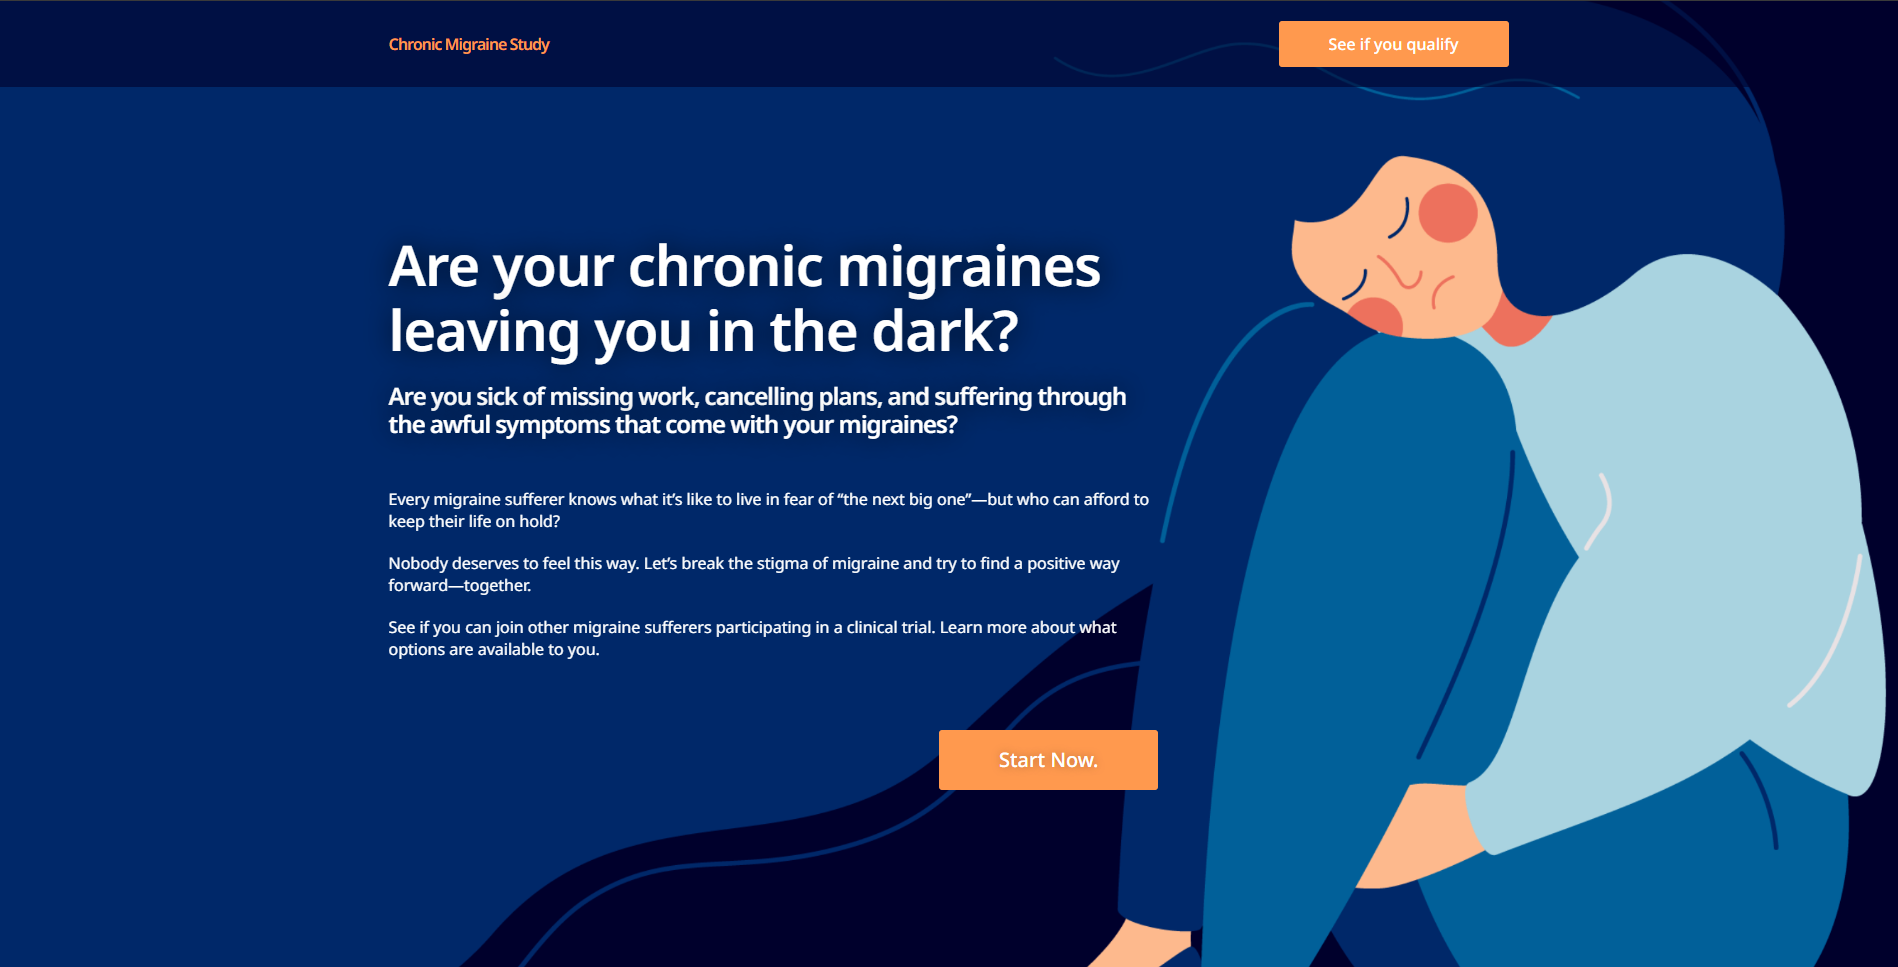 Chronic Migraine Study
See if you qualify
Are your chronic migraines
leaving you in the dark?
Are you sick of missing work, cancelling plans, and suffering through
the awful symptoms that come with your migraines?
Every migraine sufferer knows what it’s like to live in fear of “the next big one”—but who can afford to
keep their life on hold?
Nobody deserves to feel this way. Let’s break the stigma of migraine and try to find a positive way
forward—together.
See if you can join other migraine sufferers participating in a clinical trial. Learn more about what
options are available to you.
Start Now.